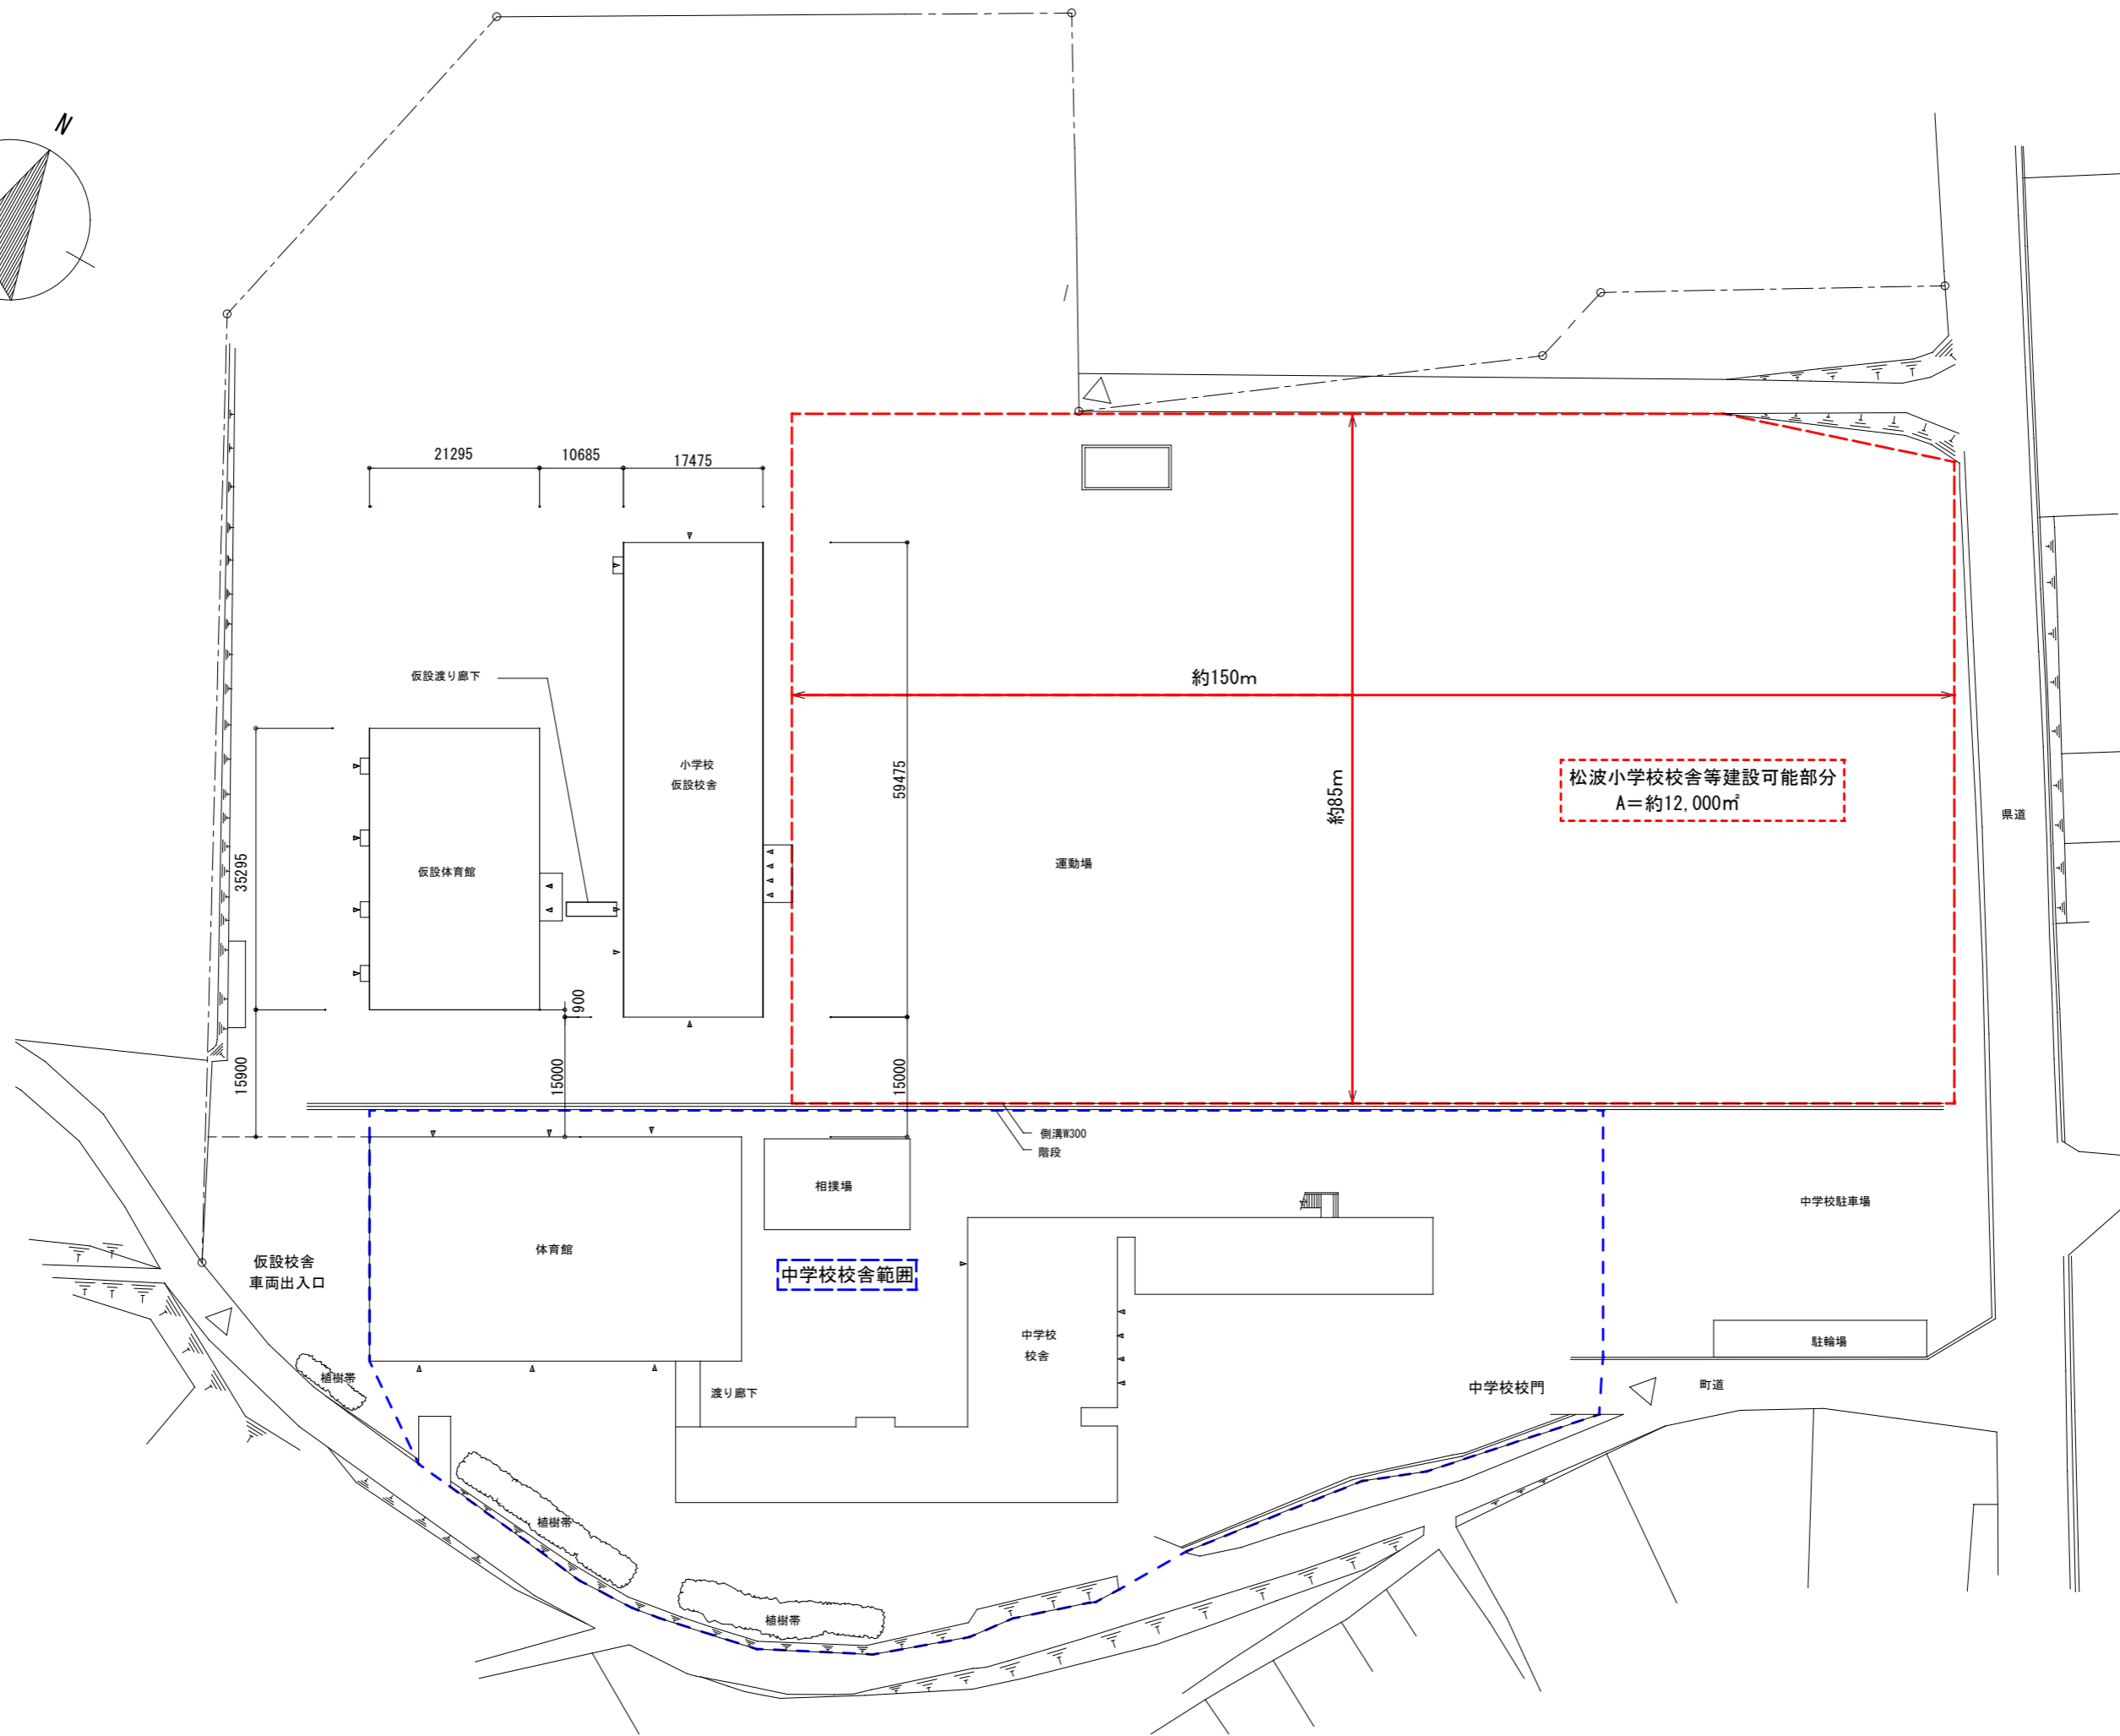 N
21295
10685
17475
仮設渡り廊下
約150m
小学校
仮設校舎
59475
約85m
松波小学校校舎等建設可能部分
A=約12,000㎡
県道
35295
仮設体育館
運動場
900
15900
15000
15000
側溝W300
階段
相撲場
中学校駐車場
体育館
仮設校舎
車両出入口
中学校校舎範囲
中学校
校舎
駐輪場
植樹帯
渡り廊下
中学校校門
町道
植樹帯
植樹帯